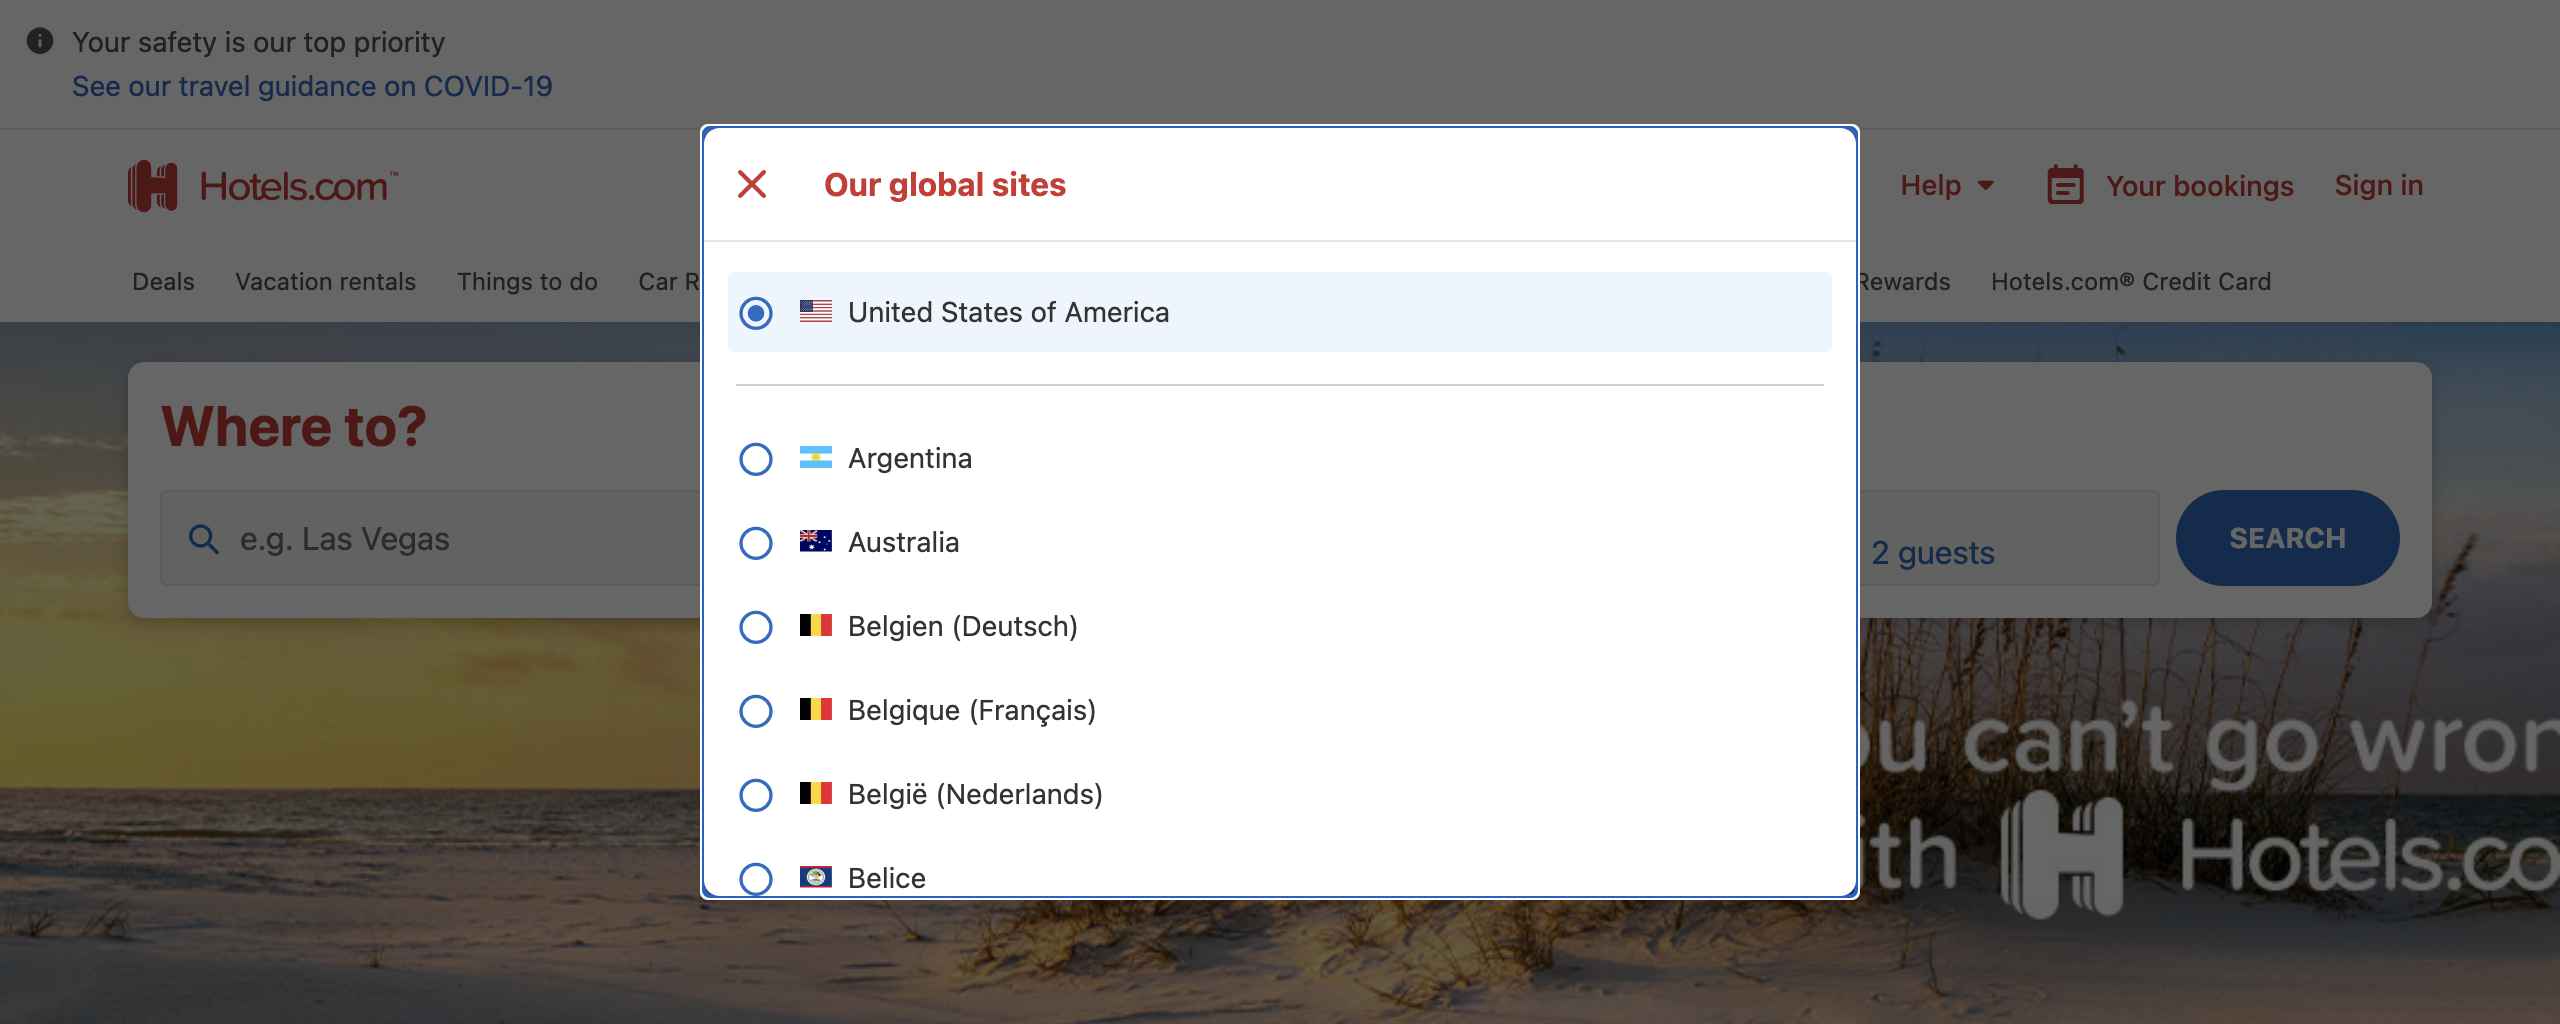 Your safety is our top priority
See our travel guidance on COVID-19
Hotels.com™
Help
Your bookings
Sign in
Deals
Vacation rentals
Things to do
Car R
Rewards
Hotels.com® Credit Card
Where to?
e.g. Las Vegas
2 guests
SEARCH
Our global sites
United States of America
Argentina
Australia
Belgien (Deutsch)
Belgique (Français)
België (Nederlands)
Belice
ou can't go wron
ith Hotels.co